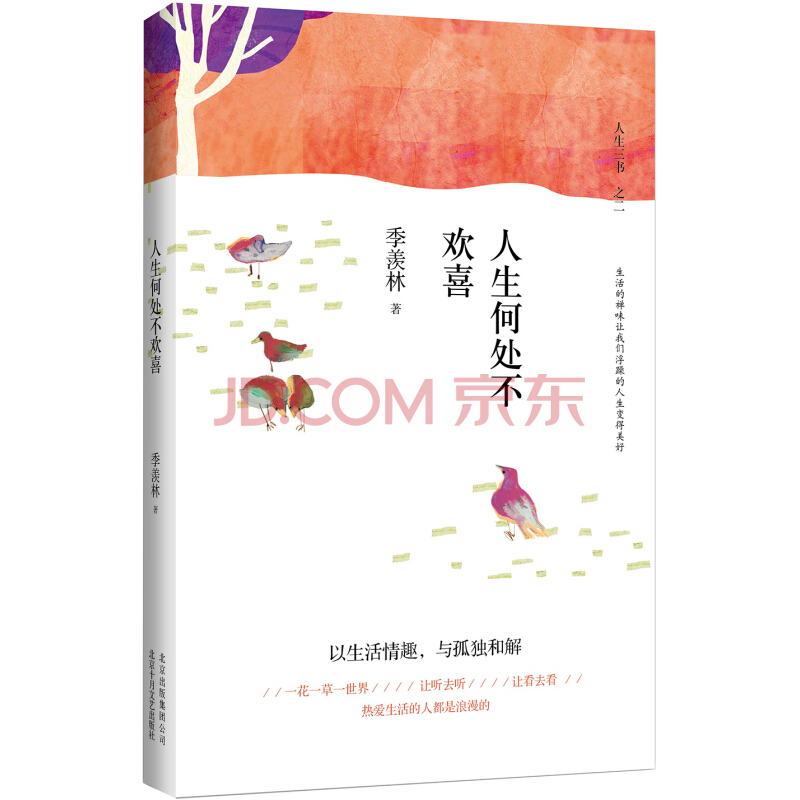 人生三书 之二
人生何处不
欢喜
季羡林 著
生活的禅味让我们浮躁的人生变得美好
JD.COM 京东
以生活情趣，与孤独和解
//一花一草一世界////让听去听////让看去看 //
热爱生活的人都是浪漫的
人生何处不欢喜
季羡林 著
北京出版集团公司
北京十月文艺出版社